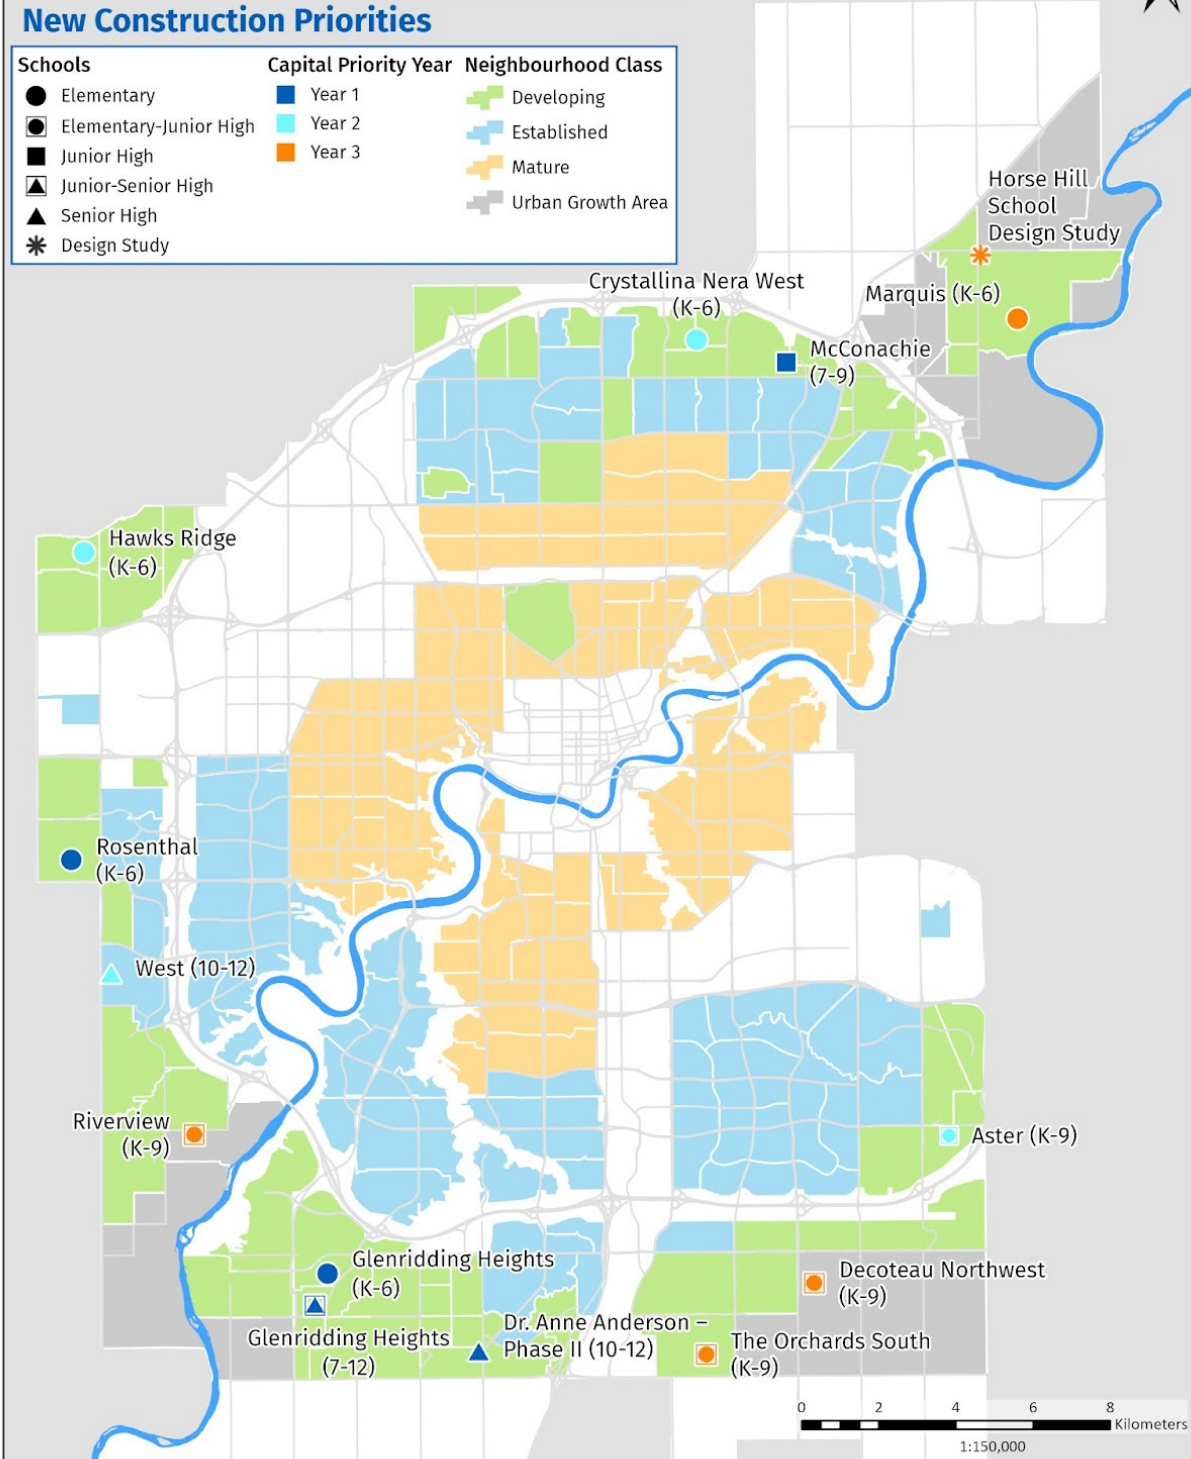 New Construction Priorities
Schools
Elementary
Elementary-Junior High
Junior High
Junior-Senior High
Senior High
Design Study
Capital Priority Year
Year 1
Year 2
Year 3
Neighbourhood Class
Developing
Established
Mature
Urban Growth Area
Horse Hill
School
Design Study
Crystallina Nera West
(K-6)
Marquis (K-6)
McConachie
(7-9)
Hawks Ridge
(K-6)
Rosenthal
(K-6)
West (10-12)
Riverview
(K-9)
Aster (K-9)
Glenridding Heights
(K-6)
Glenridding Heights
(7-12)
Dr. Anne Anderson –
Phase II (10-12)
Decoteau Northwest
(K-9)
The Orchards South
(K-9)
0 2 4 6 8
Kilometers
1:150,000